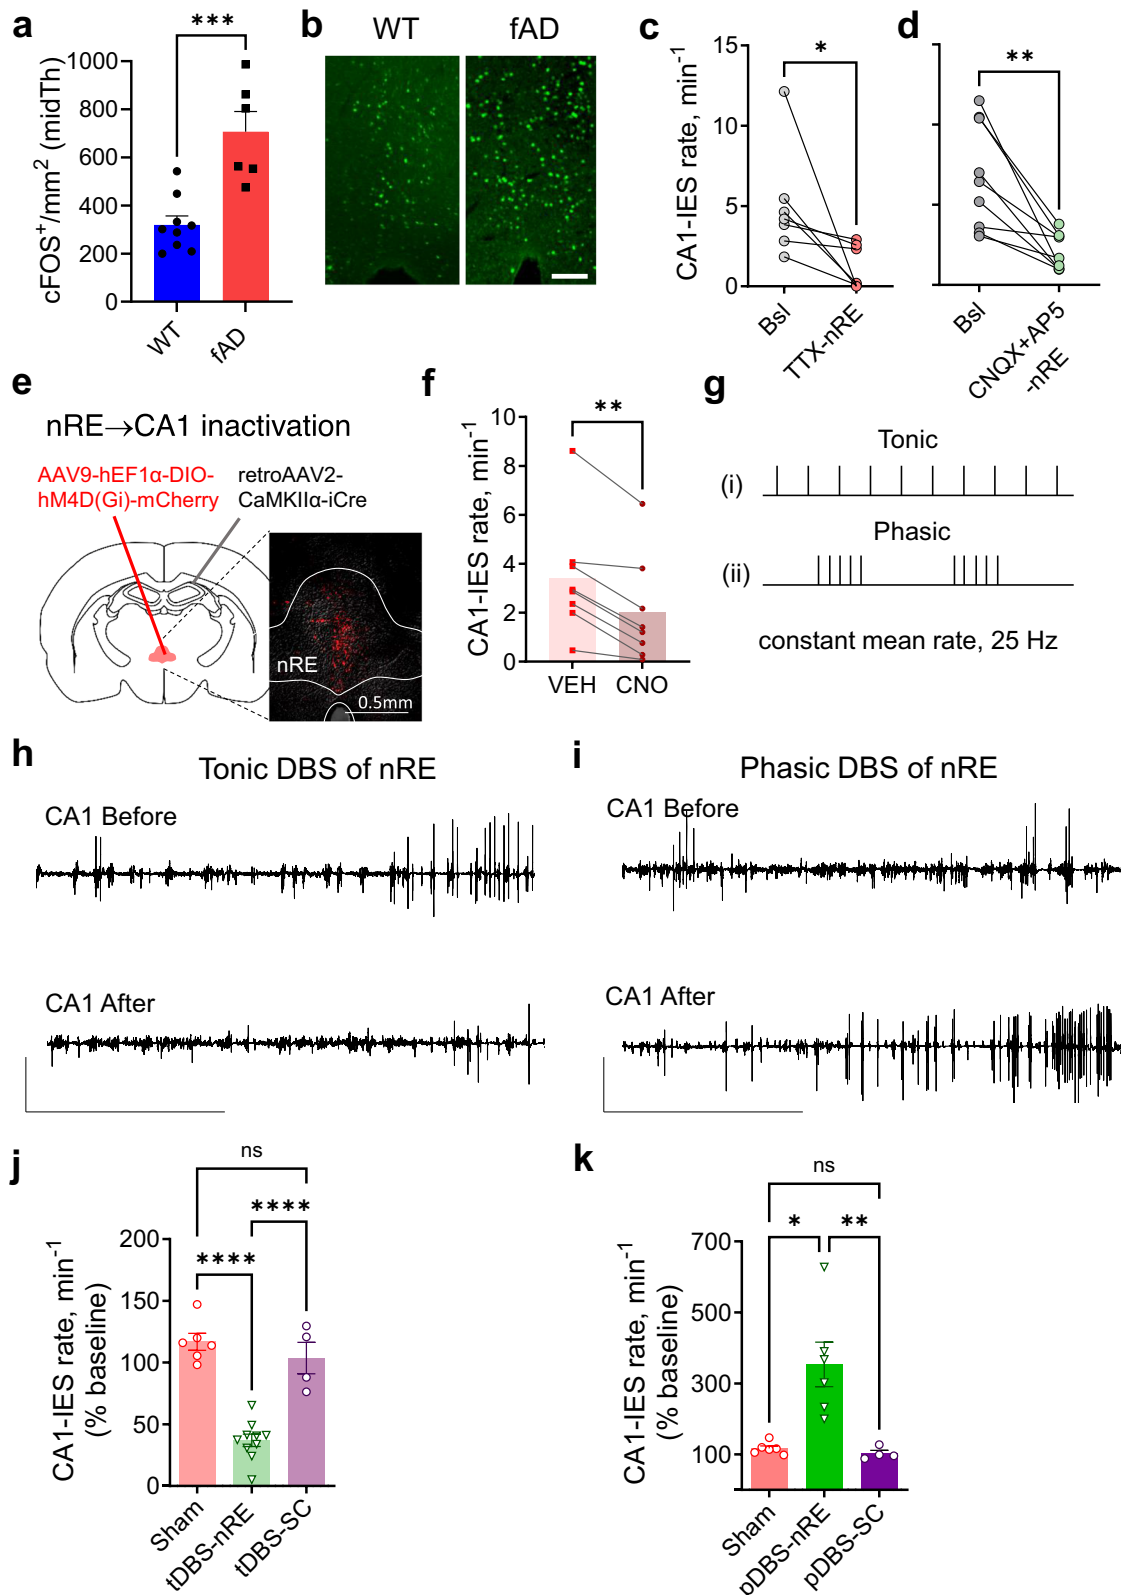 a
***
cFOS⁺/mm² (midTh)
1000
800
600
400
200
0
WT
fAD
b
WT
fAD
c
CA1-IES rate, min⁻¹
15
10
5
0
*
Bsl
TTX-nRE
d
**
Bsl
CNQX+AP5
-nRE
e
nRE→CA1 inactivation
AAV9-hEF1α-DIO-
hM4D(Gi)-mCherry
retroAAV2-
CaMKIIα-iCre
nRE
0.5mm
f
CA1-IES rate, min⁻¹
10
8
6
4
2
0
**
VEH
CNO
g
Tonic
(i)
Phasic
(ii)
constant mean rate, 25 Hz
h
Tonic DBS of nRE
CA1 Before
CA1 After
i
Phasic DBS of nRE
CA1 Before
CA1 After
j
ns
****
****
CA1-IES rate, min⁻¹
(% baseline)
200
150
100
50
0
Sham
tDBS-nRE
tDBS-SC
k
ns
*
**
CA1-IES rate, min⁻¹
(% baseline)
700
500
300
100
Sham
pDBS-nRE
pDBS-SC